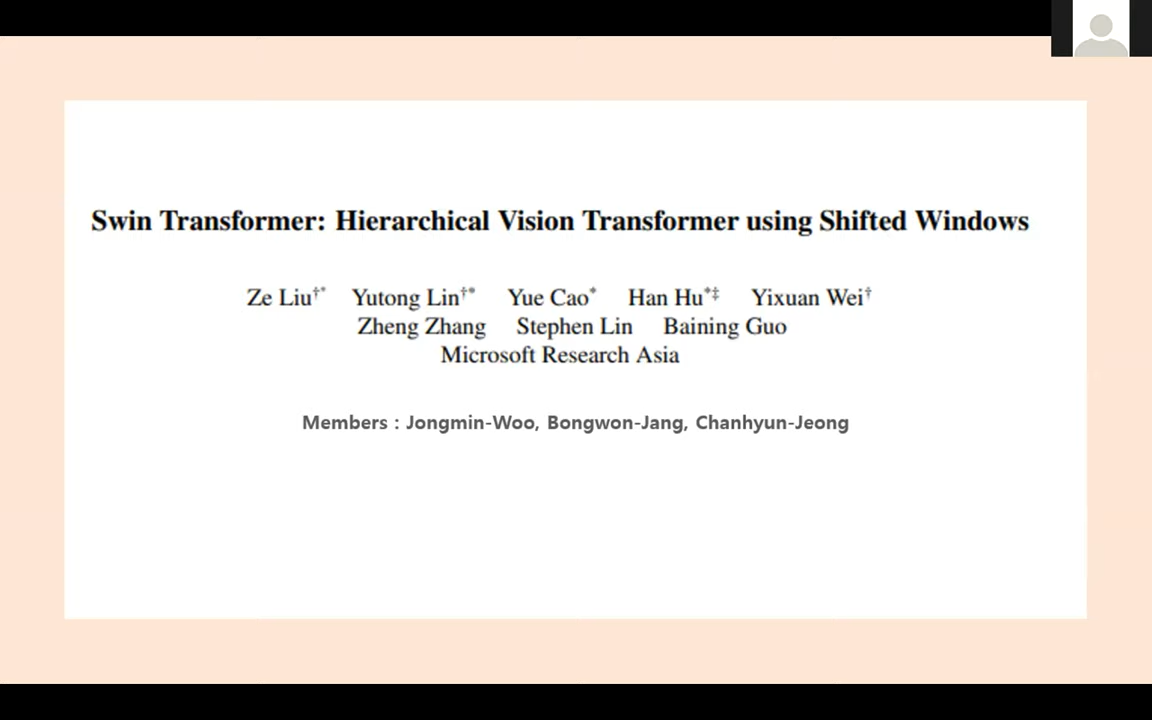 Swin Transformer: Hierarchical Vision Transformer using Shifted Windows
Ze Liu†* Yutong Lin†* Yue Cao* Han Hu*‡ Yixuan Wei†
Zheng Zhang Stephen Lin Baining Guo
Microsoft Research Asia
Members : Jongmin-Woo, Bongwon-Jang, Chanhyun-Jeong